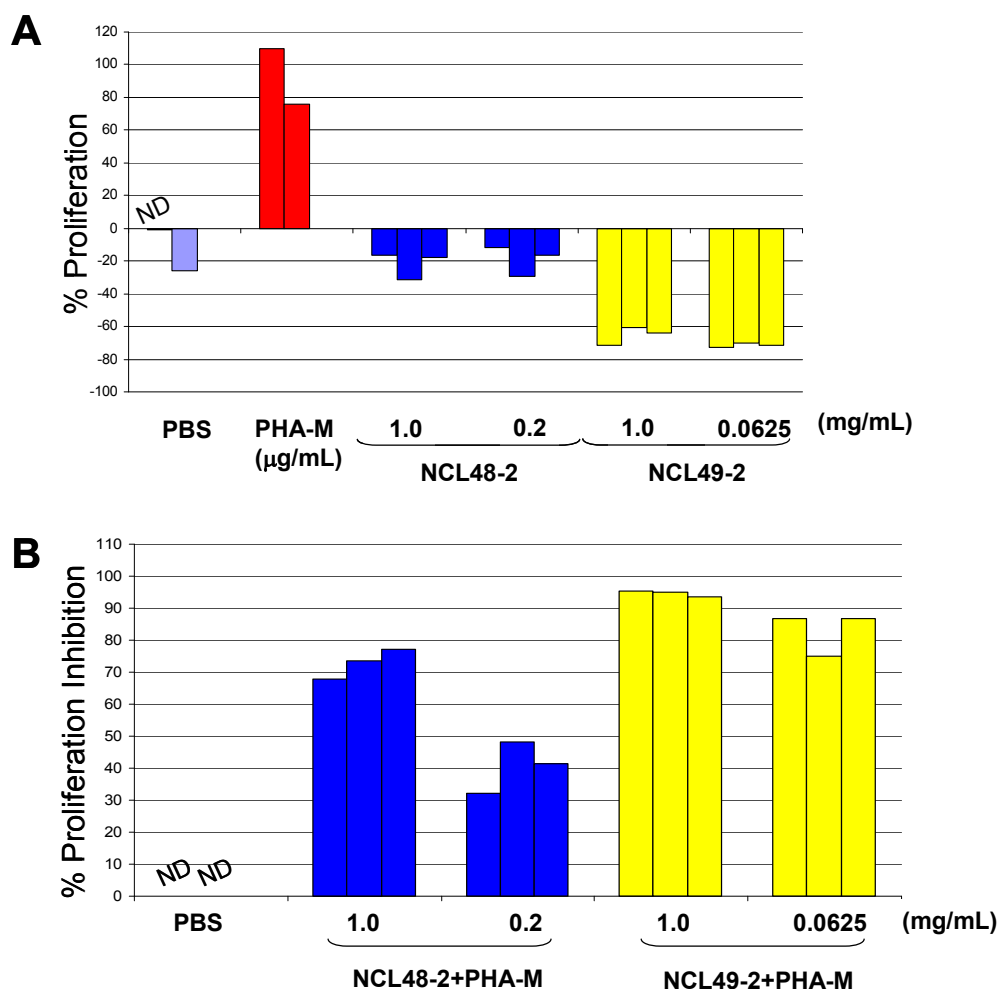 A
% Proliferation
120
100
80
60
40
20
0
-20
-40
-60
-80
-100
ND
PBS PHA-M 1.0 0.2 1.0 0.0625 (mg/mL)
(μg/mL)
NCL48-2 NCL49-2
B
% Proliferation Inhibition
110
100
90
80
70
60
50
40
30
20
10
0
ND ND
PBS 1.0 0.2 1.0 0.0625 (mg/mL)
NCL48-2+PHA-M NCL49-2+PHA-M